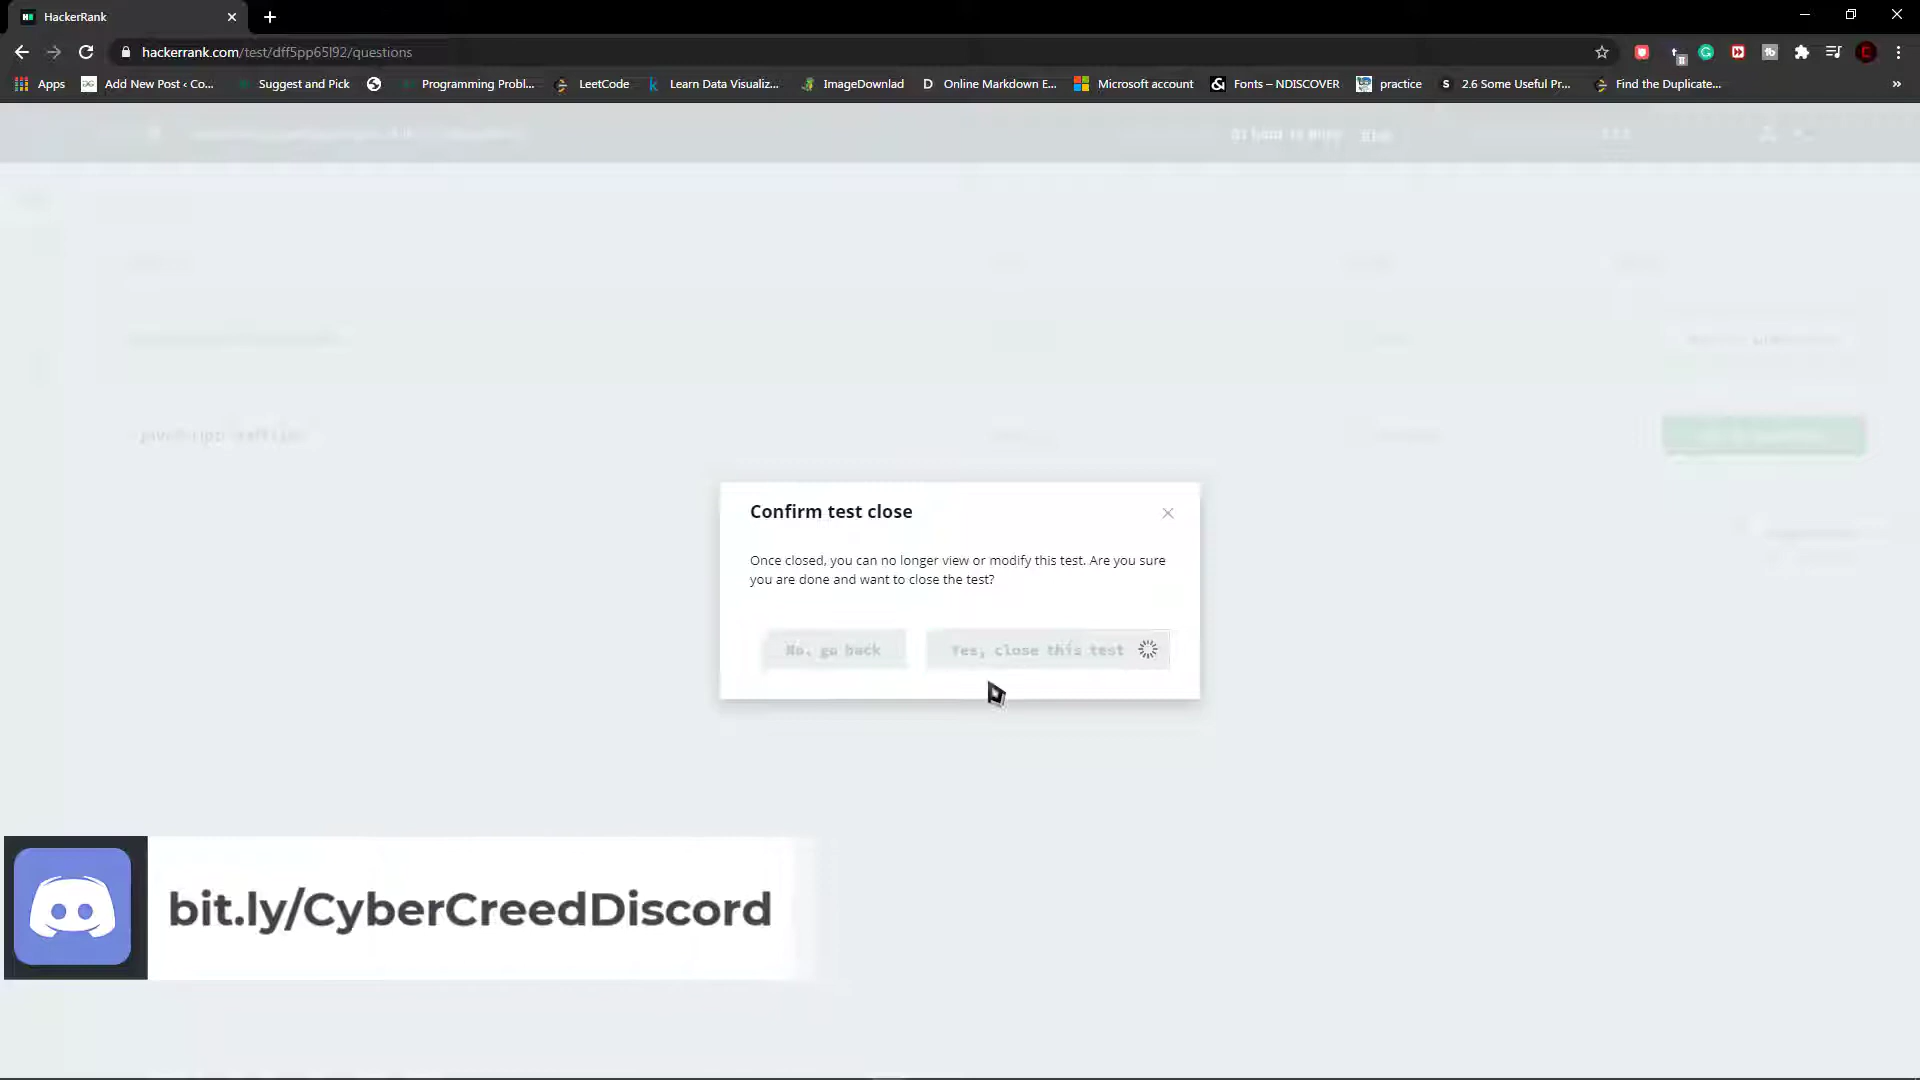 HackerRank
hackerrank.com/test/dff5pp65l92/questions
Apps
Add New Post ‹ Co...
Suggest and Pick
Programming Probl...
LeetCode
Learn Data Visualiz...
ImageDownlad
Online Markdown E...
Microsoft account
Fonts – NDISCOVER
practice
2.6 Some Useful Pr...
Find the Duplicate...
Confirm test close
Once closed, you can no longer view or modify this test. Are you sure
you are done and want to close the test?
No, go back
Yes, close this test
bit.ly/CyberCreedDiscord